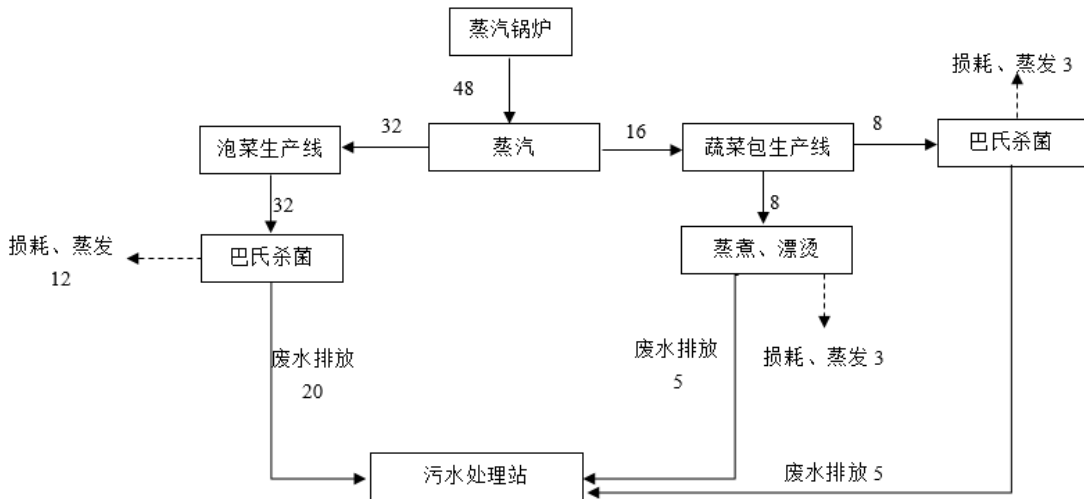 蒸汽锅炉
损耗、蒸发 3
48
32
16
8
泡菜生产线
蒸汽
蔬菜包生产线
巴氏杀菌
32
8
损耗、蒸发
12
巴氏杀菌
蒸煮、漂烫
废水排放
20
废水排放
5
损耗、蒸发 3
污水处理站
废水排放 5